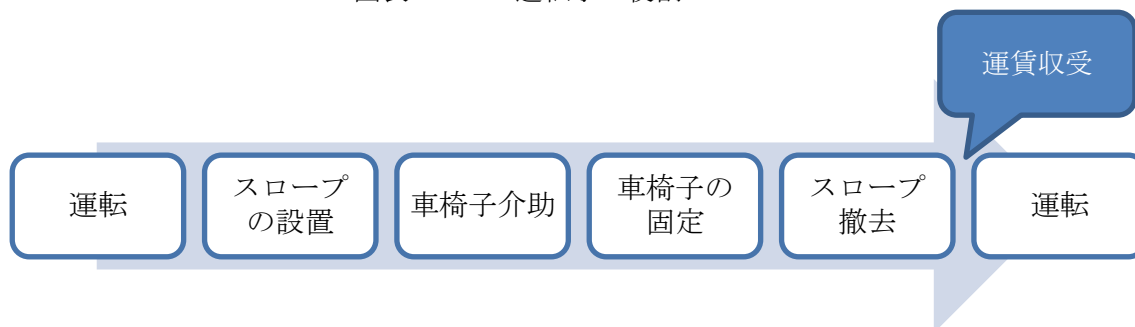 運賃収受
運転
スロープ
の設置
車椅子介助
車椅子の
固定
スロープ
撤去
運転